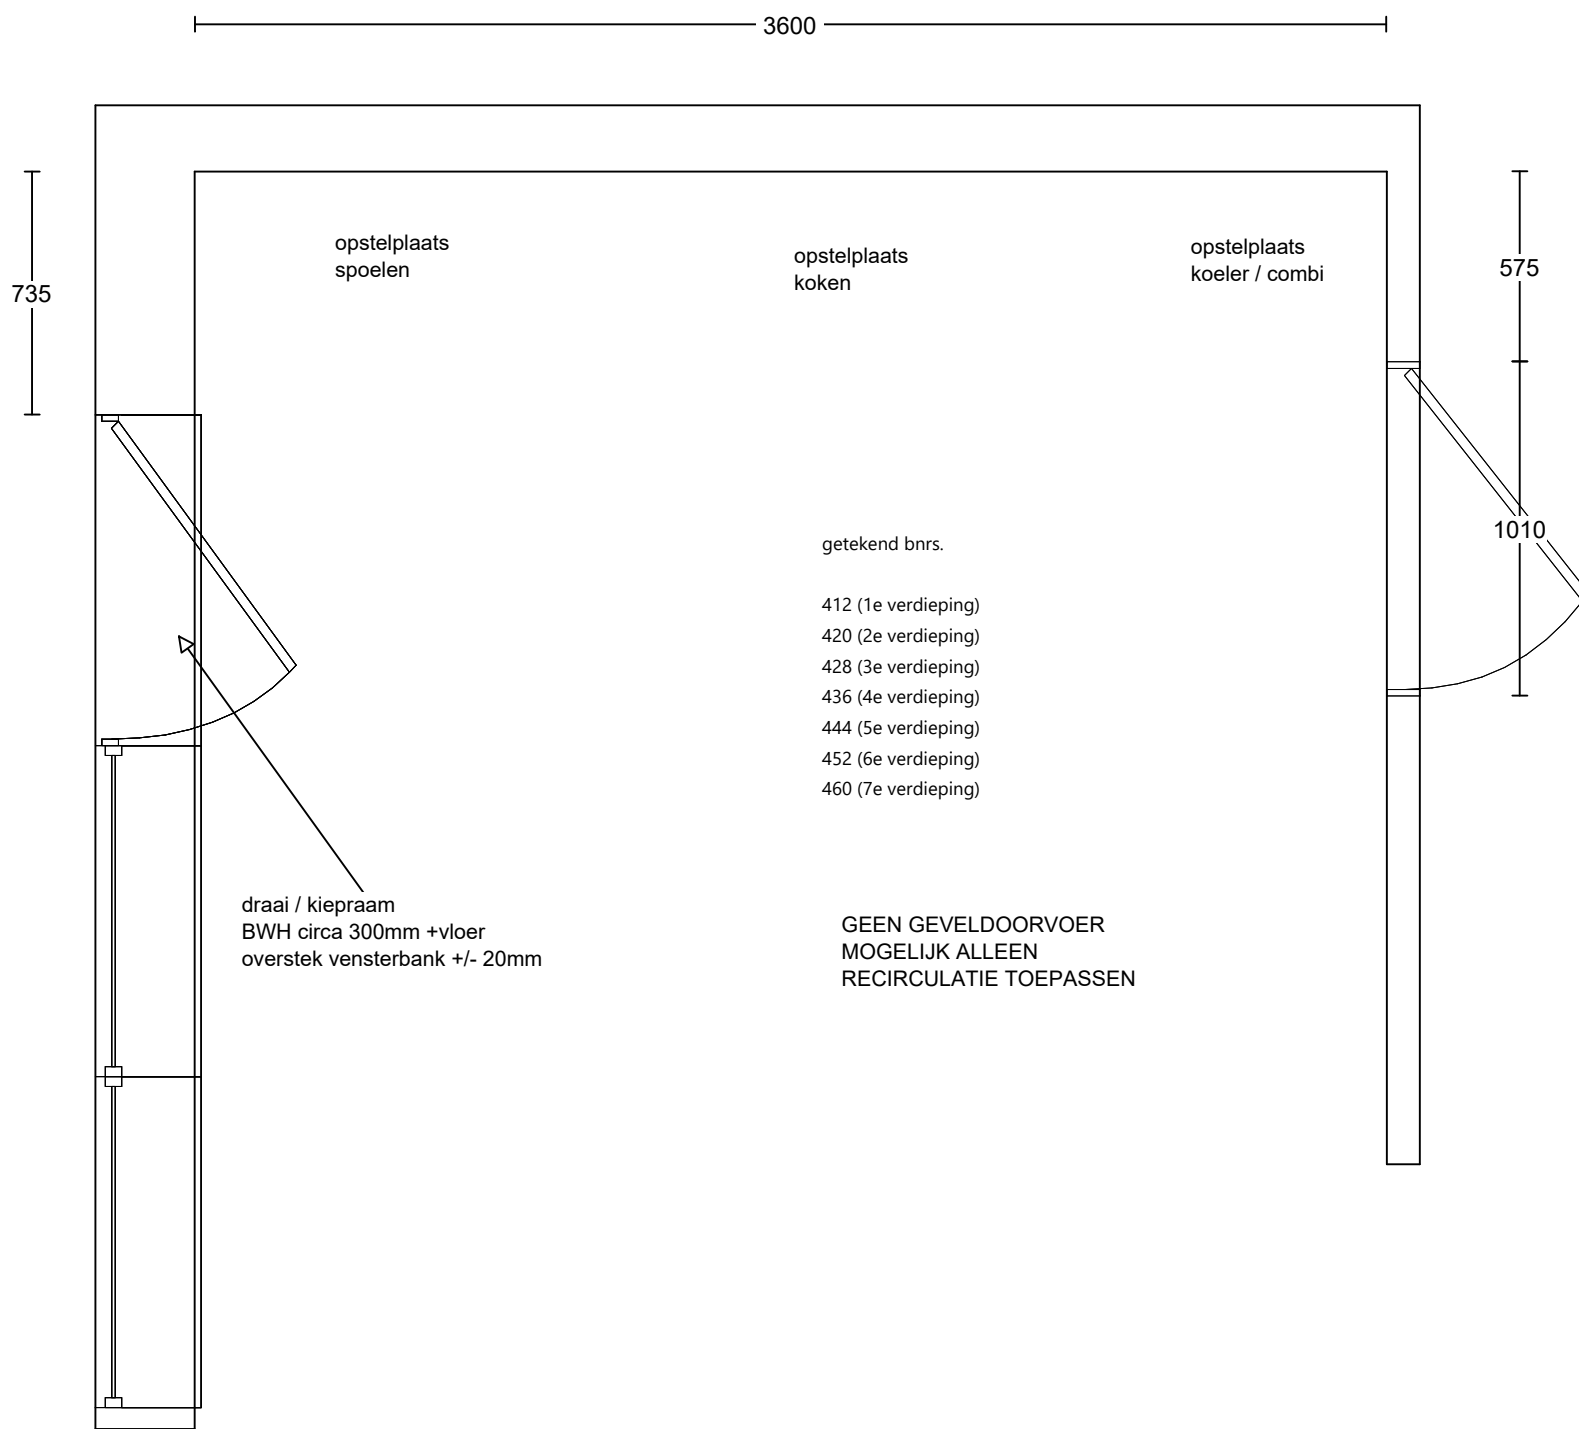 3600
opstelplaats
spoelen
opstelplaats
koken
opstelplaats
koeler / combi
735
575
1010
getekend bnrs.
412 (1e verdieping)
420 (2e verdieping)
428 (3e verdieping)
436 (4e verdieping)
444 (5e verdieping)
452 (6e verdieping)
460 (7e verdieping)
draai / kiepraam
BWH circa 300mm +vloer
overstek vensterbank +/- 20mm
GEEN GEVELDOORVOER
MOGELIJK ALLEEN
RECIRCULATIE TOEPASSEN